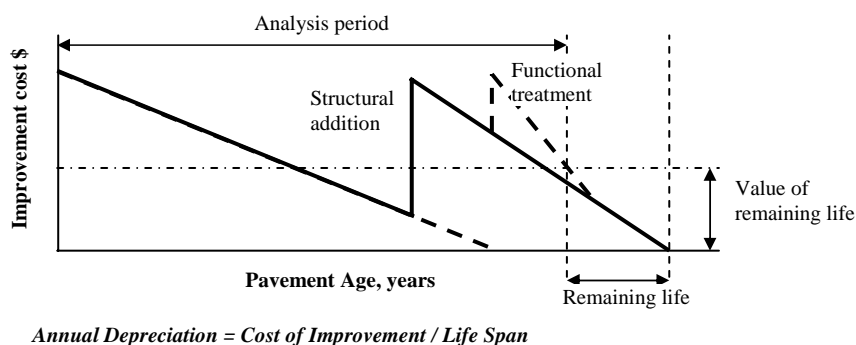 Analysis period
Improvement cost $
Structural
addition
Functional
treatment
Value of
remaining life
Pavement Age, years
Remaining life
Annual Depreciation = Cost of Improvement / Life Span